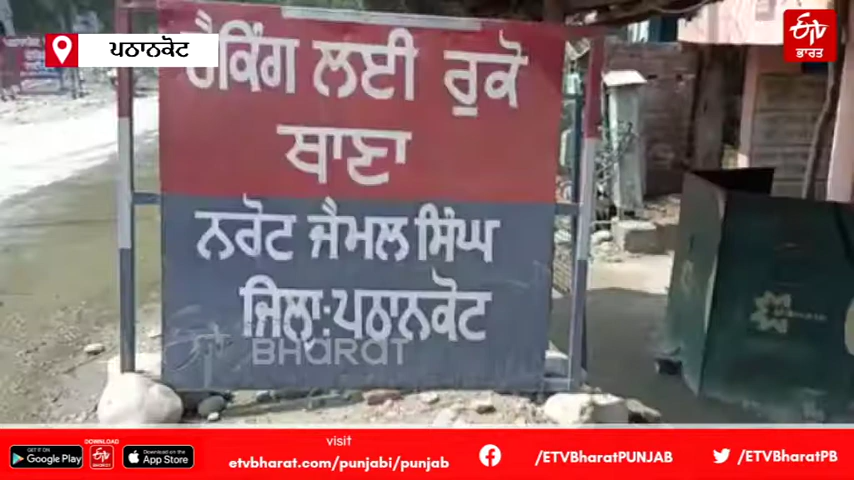 ਪਠਾਨਕੋਟ
etv
ਭਾਰਤ
ਚੈਕਿੰਗ ਲਈ ਰੁਕੋ
ਥਾਣਾ
ਨਰੋਟ ਜੈਮਲ ਸਿੰਘ
ਜਿਲ੍ਹਾ:ਪਠਾਨਕੋਟ
etv BHARAT
visit
DOWNLOAD
GET IT ON
Google Play
Download on the
App Store
etvbharat.com/punjabi/punjab
/ETVBharatPUNJAB
/ETVBharatPB